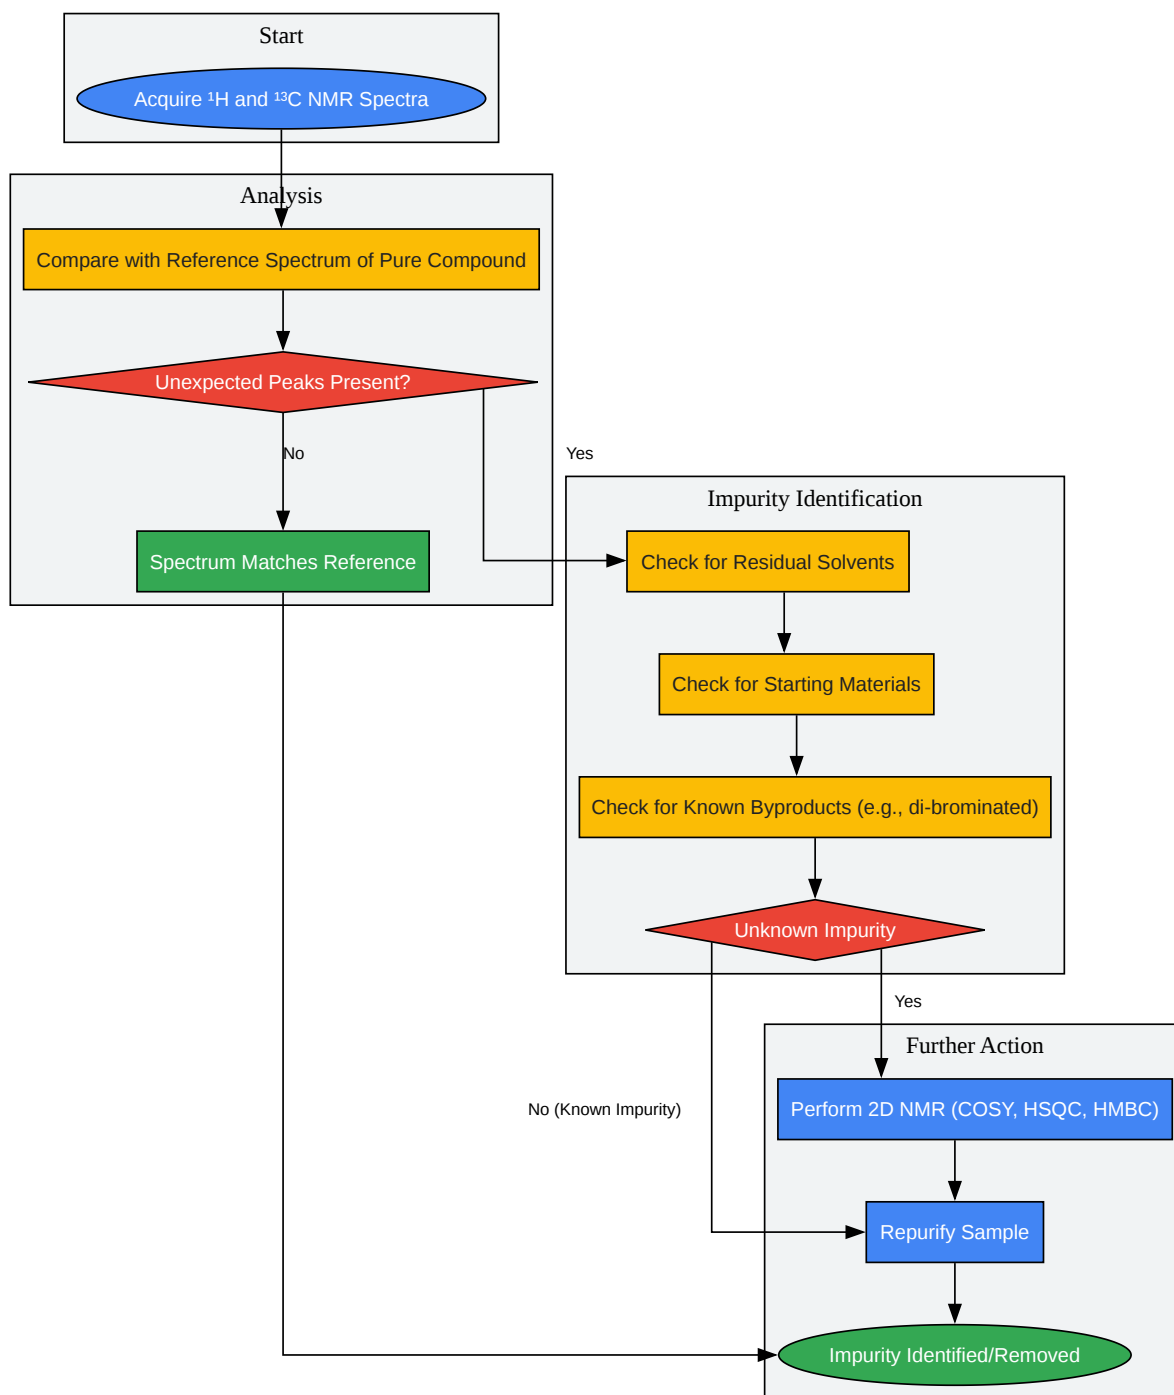 Start
Acquire ¹H and ¹³C NMR Spectra
Analysis
Compare with Reference Spectrum of Pure Compound
Unexpected Peaks Present?
No
Yes
Spectrum Matches Reference
Impurity Identification
Check for Residual Solvents
Check for Starting Materials
Check for Known Byproducts (e.g., di-brominated)
Unknown Impurity
Yes
No (Known Impurity)
Further Action
Perform 2D NMR (COSY, HSQC, HMBC)
Repurify Sample
Impurity Identified/Removed